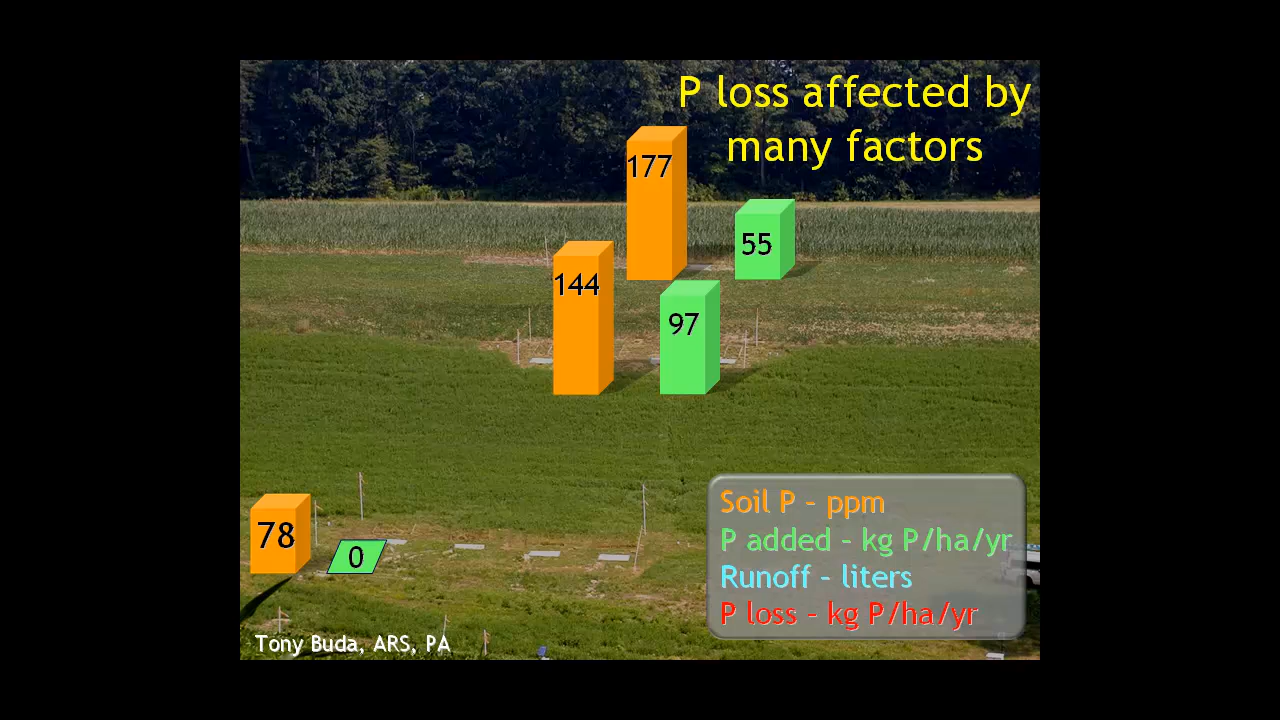 P loss affected by
many factors
177
55
144
97
78
0
Soil P – ppm
P added – kg P/ha/yr
Runoff – liters
P loss – kg P/ha/yr
Tony Buda, ARS, PA